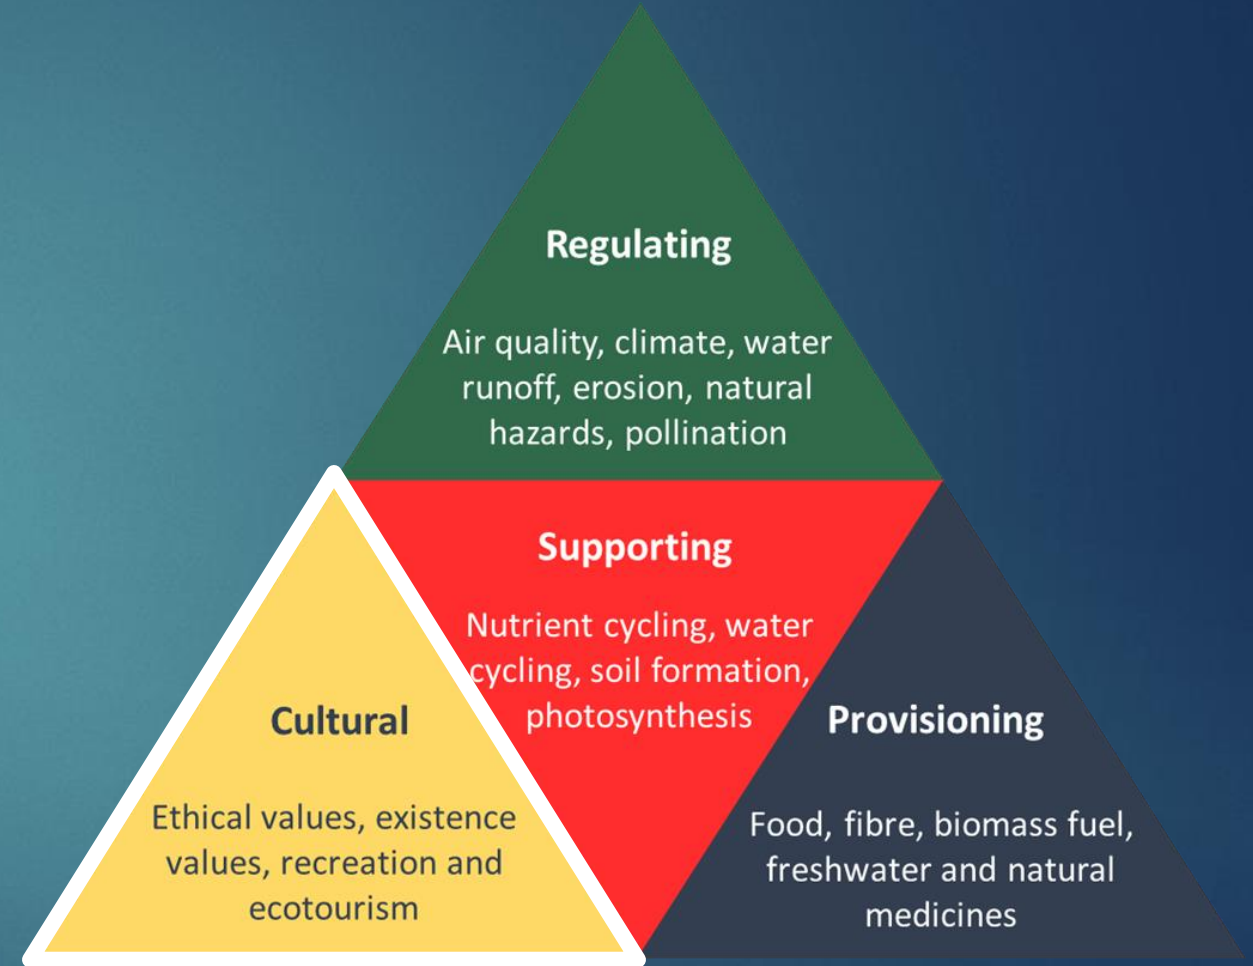 Regulating
Air quality, climate, water
runoff, erosion, natural
hazards, pollination
Supporting
Nutrient cycling, water
cycling, soil formation,
photosynthesis
Cultural
Ethical values, existence
values, recreation and
ecotourism
Provisioning
Food, fibre, biomass fuel,
freshwater and natural
medicines